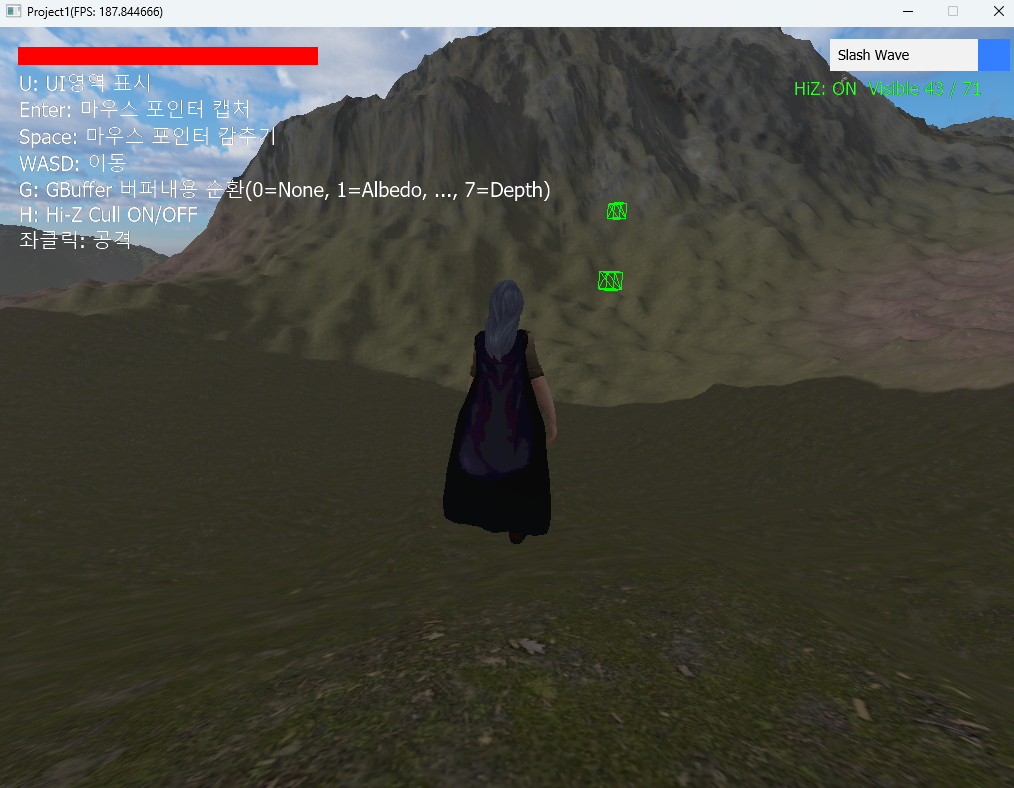 Project1(FPS: 187.844666)
Slash Wave
U: UI영역 표시
HiZ: ON Visible 43 / 71
Enter: 마우스 포인터 캡처
Space: 마우스 포인터 감추기
WASD: 이동
G: GBuffer 버퍼내용 순환(0=None, 1=Albedo, ..., 7=Depth)
H: Hi-Z Cull ON/OFF
좌클릭: 공격